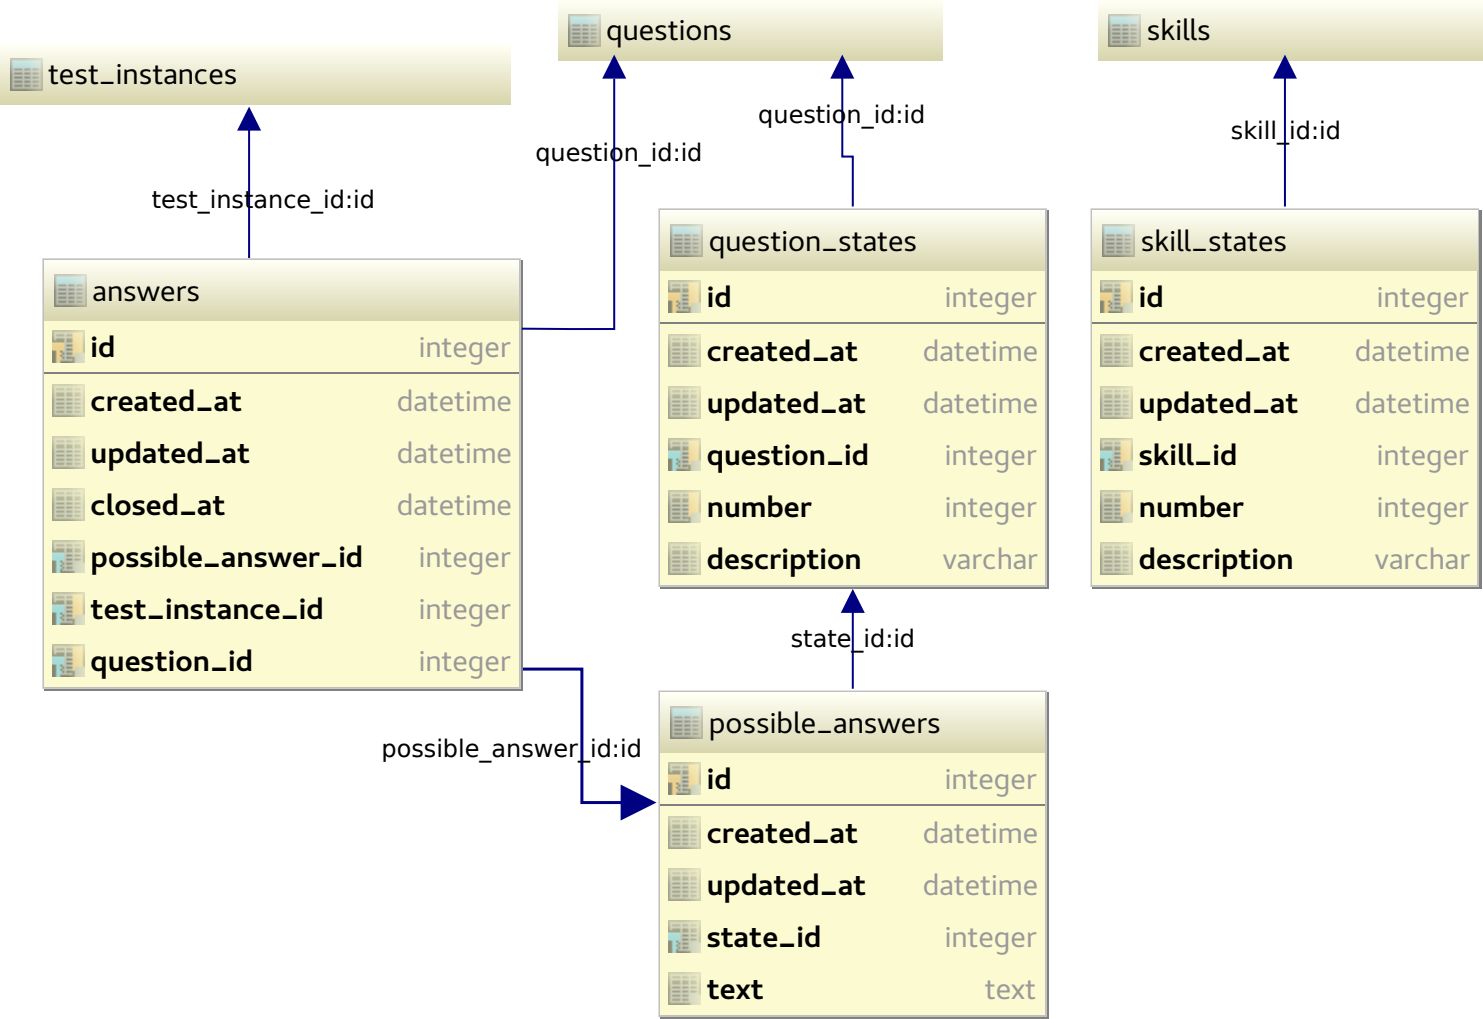 questions
skills
test_instances
question_id:id
skill_id:id
question_id:id
test_instance_id:id
answers
id integer
created_at datetime
updated_at datetime
closed_at datetime
possible_answer_id integer
test_instance_id integer
question_id integer
question_states
id integer
created_at datetime
updated_at datetime
question_id integer
number integer
description varchar
skill_states
id integer
created_at datetime
updated_at datetime
skill_id integer
number integer
description varchar
state_id:id
possible_answer_id:id
possible_answers
id integer
created_at datetime
updated_at datetime
state_id integer
text text